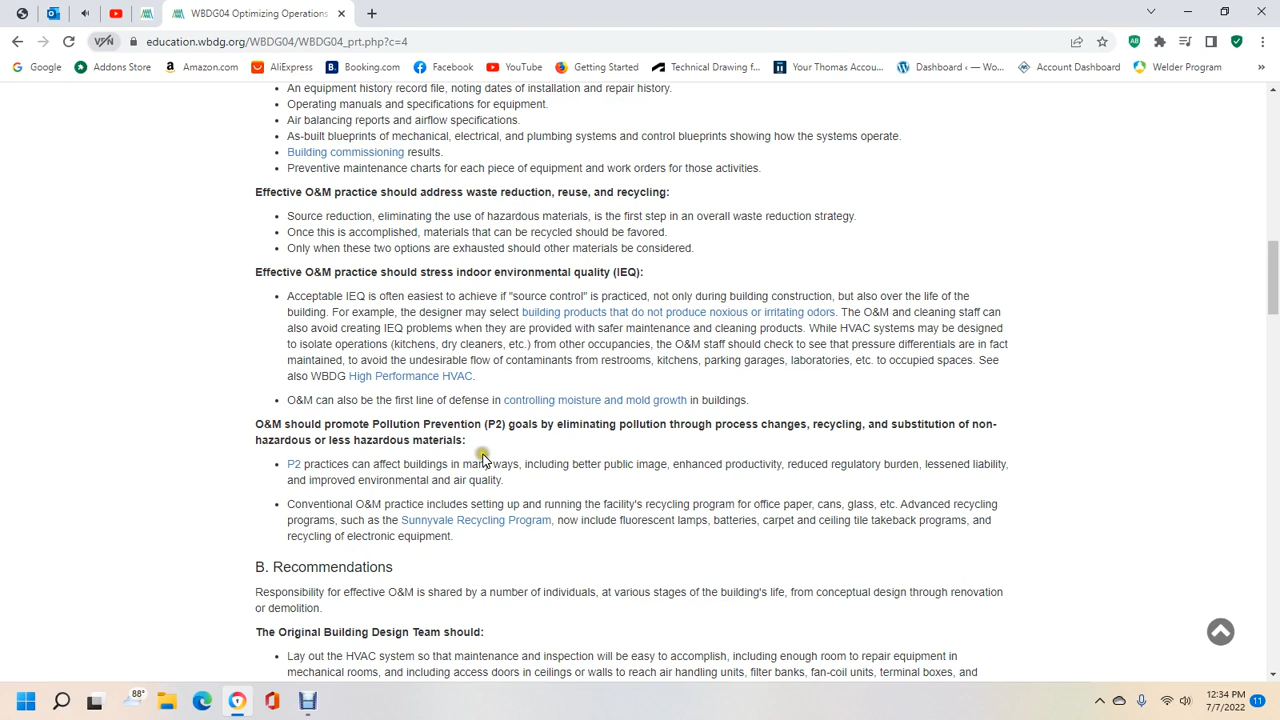 WBDG04 Optimizing Operations
education.wbdg.org/WBDG04/WBDG04_prt.php?c=4
Google Addons Store Amazon.com AliExpress Booking.com Facebook YouTube Getting Started Technical Drawing f... Your Thomas Accou... Dashboard ‹ — Wo... Account Dashboard Welder Program »
• An equipment history record file, noting dates of installation and repair history.
• Operating manuals and specifications for equipment.
• Air balancing reports and airflow specifications.
• As-built blueprints of mechanical, electrical, and plumbing systems and control blueprints showing how the systems operate.
• Building commissioning results.
• Preventive maintenance charts for each piece of equipment and work orders for those activities.
Effective O&M practice should address waste reduction, reuse, and recycling:
• Source reduction, eliminating the use of hazardous materials, is the first step in an overall waste reduction strategy.
• Once this is accomplished, materials that can be recycled should be favored.
• Only when these two options are exhausted should other materials be considered.
Effective O&M practice should stress indoor environmental quality (IEQ):
• Acceptable IEQ is often easiest to achieve if "source control" is practiced, not only during building construction, but also over the life of the
building. For example, the designer may select building products that do not produce noxious or irritating odors. The O&M and cleaning staff can
also avoid creating IEQ problems when they are provided with safer maintenance and cleaning products. While HVAC systems may be designed
to isolate operations (kitchens, dry cleaners, etc.) from other occupancies, the O&M staff should check to see that pressure differentials are in fact
maintained, to avoid the undesirable flow of contaminants from restrooms, kitchens, parking garages, laboratories, etc. to occupied spaces. See
also WBDG High Performance HVAC.
• O&M can also be the first line of defense in controlling moisture and mold growth in buildings.
O&M should promote Pollution Prevention (P2) goals by eliminating pollution through process changes, recycling, and substitution of non-
hazardous or less hazardous materials:
• P2 practices can affect buildings in many ways, including better public image, enhanced productivity, reduced regulatory burden, lessened liability,
and improved environmental and air quality.
• Conventional O&M practice includes setting up and running the facility's recycling program for office paper, cans, glass, etc. Advanced recycling
programs, such as the Sunnyvale Recycling Program, now include fluorescent lamps, batteries, carpet and ceiling tile takeback programs, and
recycling of electronic equipment.
B. Recommendations
Responsibility for effective O&M is shared by a number of individuals, at various stages of the building's life, from conceptual design through renovation
or demolition.
The Original Building Design Team should:
• Lay out the HVAC system so that maintenance and inspection will be easy to accomplish, including enough room to repair equipment in
mechanical rooms, and including access doors in ceilings or walls to reach air handling units, filter banks, fan-coil units, terminal boxes, and
88°
12:34 PM
7/7/2022
11